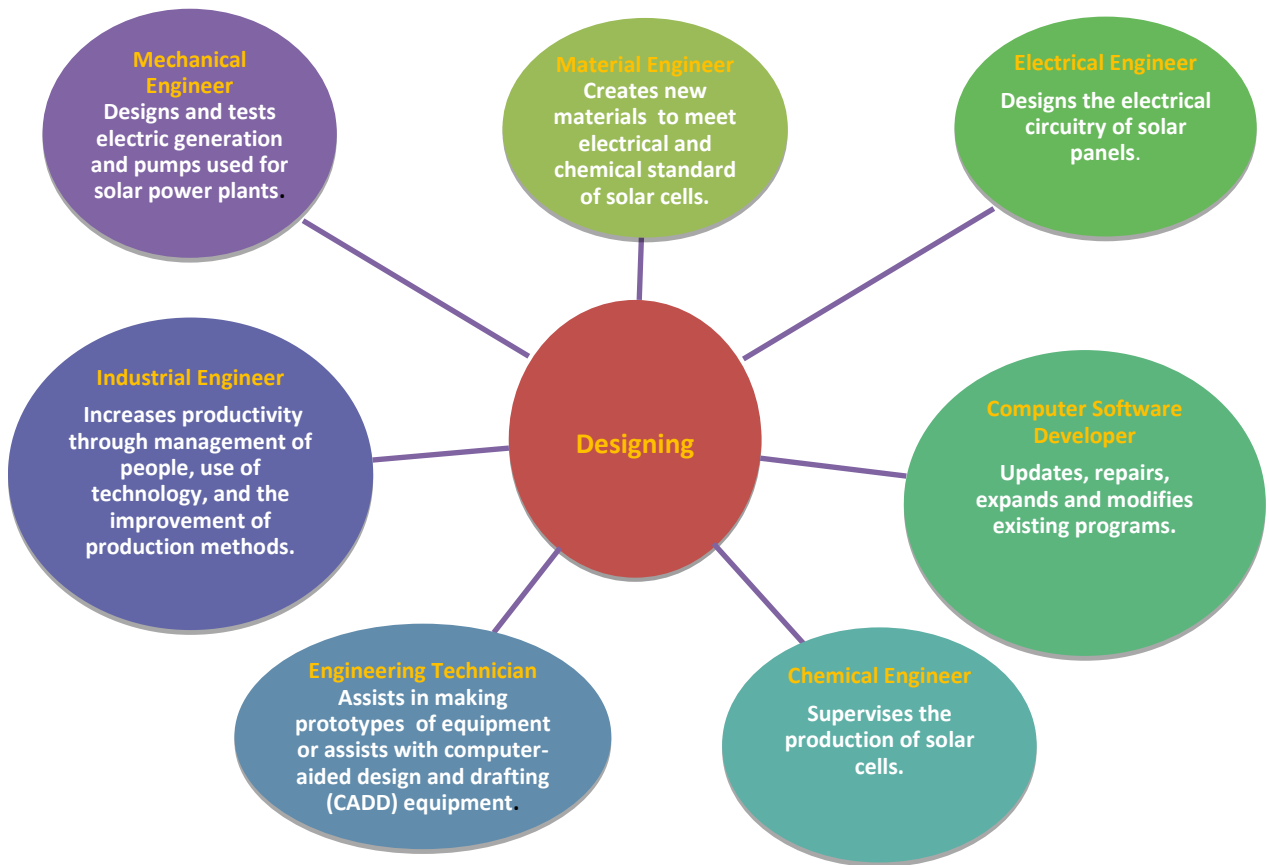 Mechanical
Engineer
Designs and tests
electric generation
and pumps used for
solar power plants.
Material Engineer
Creates new
materials to meet
electrical and
chemical standard
of solar cells.
Electrical Engineer
Designs the electrical
circuitry of solar
panels.
Industrial Engineer
Increases productivity
through management of
people, use of
technology, and the
improvement of
production methods.
Designing
Computer Software
Developer
Updates, repairs,
expands and modifies
existing programs.
Engineering Technician
Assists in making
prototypes of equipment
or assists with computer-
aided design and drafting
(CADD) equipment.
Chemical Engineer
Supervises the
production of solar
cells.